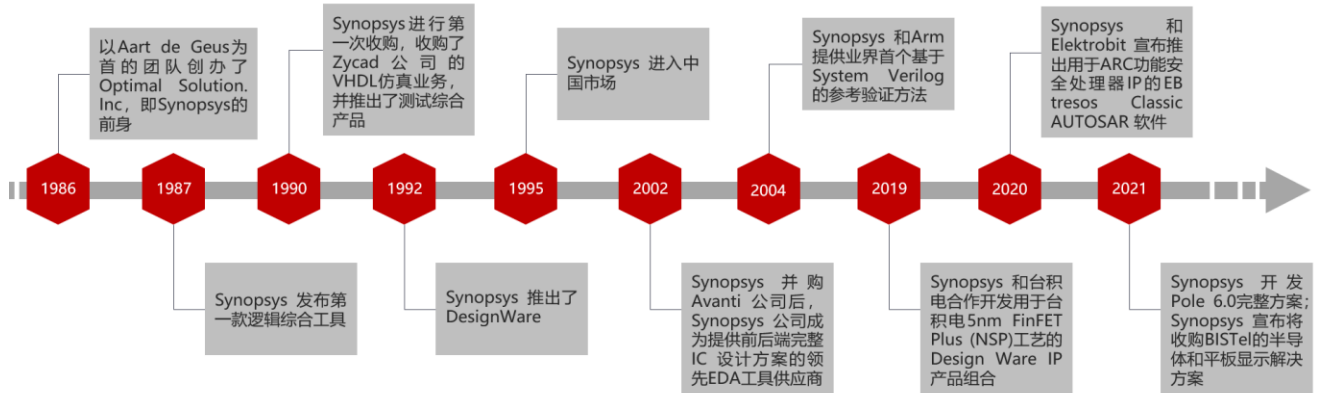 以Aart de Geus为
首的团队创办了
Optimal Solution.
Inc，即Synopsys的
前身
Synopsys进行第
一次收购，收购了
Zycad公司的
VHDL仿真业务，
并推出了测试综合
产品
Synopsys 进入中
国市场
Synopsys 和Arm
提供业界首个基于
System Verilog
的参考验证方法
Synopsys 和
Elektrobit 宣布推
出用于ARC功能安
全处理器IP的EB
tresos Classic
AUTOSAR 软件
1986
1987
1990
1992
1995
2002
2004
2019
2020
2021
Synopsys 发布第
一款逻辑综合工具
Synopsys 推出了
DesignWare
Synopsys 并购
Avanti 公司后，
Synopsys 公司成
为提供前后端完整
IC 设计方案的领
先EDA工具供应商
Synopsys 和台积
电合作开发用于台
积电5nm FinFET
Plus (NSP)工艺的
Design Ware IP
产品组合
Synopsys 开发
Pole 6.0完整方案；
Synopsys 宣布将
收购BISTel的半导
体和平板显示解决
方案